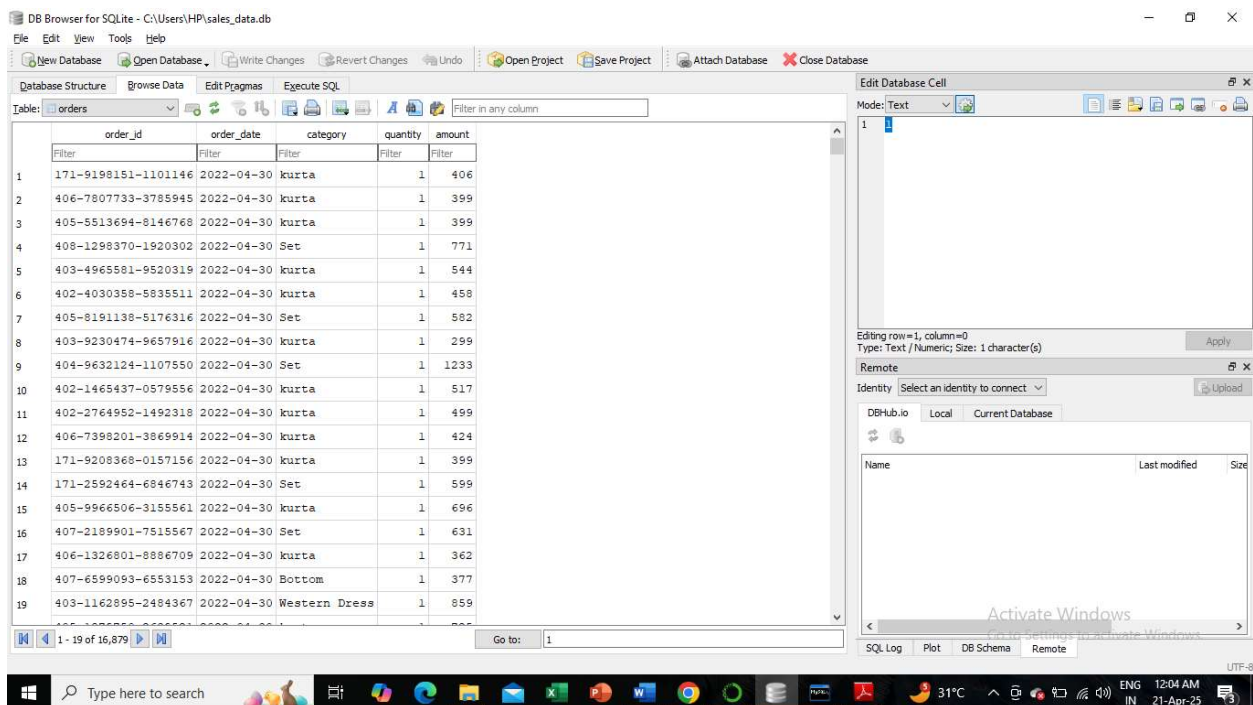 DB Browser for SQLite - C:\Users\HP\sales_data.db
File Edit View Tools Help
New Database Open Database Write Changes Revert Changes Undo Open Project Save Project Attach Database Close Database
Database Structure Browse Data Edit Pragmas Execute SQL
Table: orders Filter in any column
order_id order_date category quantity amount
Filter Filter Filter Filter Filter
1 171-9198151-1101146 2022-04-30 kurta 1 406
2 406-7807733-3785945 2022-04-30 kurta 1 399
3 405-5513694-8146768 2022-04-30 kurta 1 399
4 408-1298370-1920302 2022-04-30 Set 1 771
5 403-4965581-9520319 2022-04-30 kurta 1 544
6 402-4030358-5835511 2022-04-30 kurta 1 458
7 405-8191138-5176316 2022-04-30 Set 1 582
8 403-9230474-9657916 2022-04-30 kurta 1 299
9 404-9632124-1107550 2022-04-30 Set 1 1233
10 402-1465437-0579556 2022-04-30 kurta 1 517
11 402-2764952-1492318 2022-04-30 kurta 1 499
12 406-7398201-3869914 2022-04-30 kurta 1 424
13 171-9208368-0157156 2022-04-30 kurta 1 399
14 171-2592464-6846743 2022-04-30 Set 1 599
15 405-9966506-3155561 2022-04-30 kurta 1 696
16 407-2189901-7515567 2022-04-30 Set 1 631
17 406-1326801-8886709 2022-04-30 kurta 1 362
18 407-6599093-6553153 2022-04-30 Bottom 1 377
19 403-1162895-2484367 2022-04-30 Western Dress 1 859
1 - 19 of 16,879 Go to: 1
Edit Database Cell
Mode: Text
1 1
Editing row=1, column=0
Type: Text / Numeric; Size: 1 character(s)
Apply
Remote
Identity Select an identity to connect Upload
DBHub.io Local Current Database
Name Last modified Size
Activate Windows
Go to Settings to activate Windows.
SQL Log Plot DB Schema Remote
UTF-8
Type here to search
31°C
ENG 12:04 AM
IN 21-Apr-25